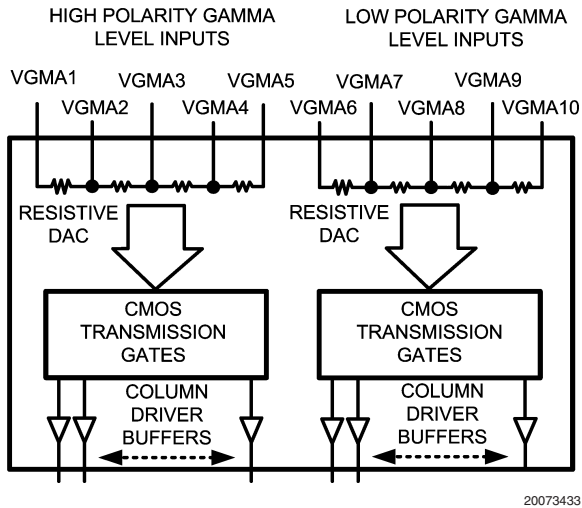 HIGH POLARITY GAMMA
LEVEL INPUTS
LOW POLARITY GAMMA
LEVEL INPUTS
VGMA1
VGMA2
VGMA3
VGMA4
VGMA5
VGMA6
VGMA7
VGMA8
VGMA9
VGMA10
RESISTIVE
DAC
RESISTIVE
DAC
CMOS
TRANSMISSION
GATES
CMOS
TRANSMISSION
GATES
COLUMN
DRIVER
BUFFERS
COLUMN
DRIVER
BUFFERS
20073433